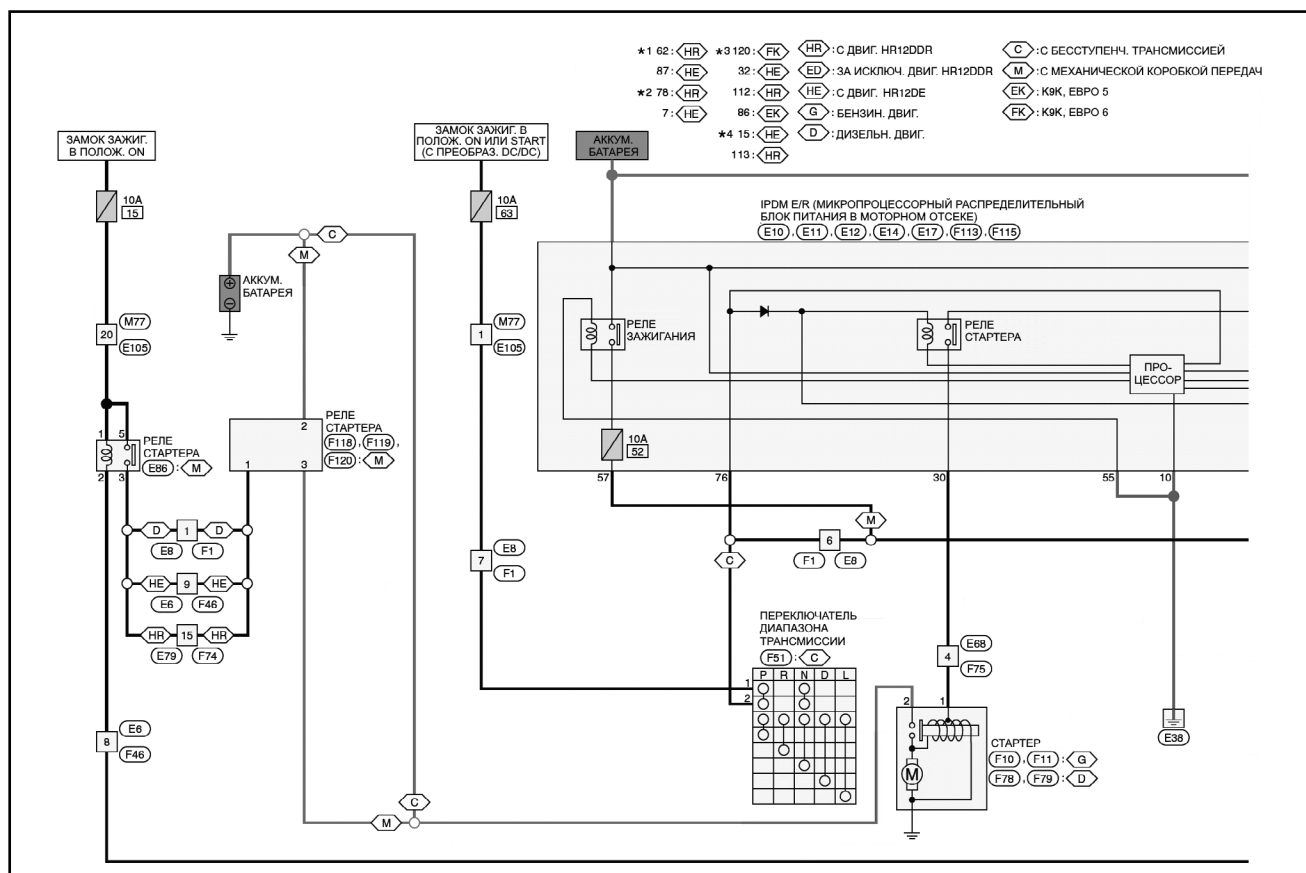 *1 62: HR *3 120: FK HR : С ДВИГ. HR12DDR C : С БЕССТУПЕНЧ. ТРАНСМИССИЕЙ
87: HE 32: HE ED : ЗА ИСКЛЮЧ. ДВИГ. HR12DDR M : С МЕХАНИЧЕСКОЙ КОРОБКОЙ ПЕРЕДАЧ
*2 78: HR 112: HR HE : С ДВИГ. HR12DE EK : K9K, ЕВРО 5
7: HE 86: EK G : БЕНЗИН. ДВИГ. FK : K9K, ЕВРО 6
*4 15: HE D : ДИЗЕЛЬН. ДВИГ.
113: HR
ЗАМОК ЗАЖИГ.
В ПОЛОЖ. ON
ЗАМОК ЗАЖИГ. В
ПОЛОЖ. ON ИЛИ START
(С ПРЕОБРАЗ. DC/DC)
АККУМ.
БАТАРЕЯ
10A
15
10A
63
IPDM E/R (МИКРОПРОЦЕССОРНЫЙ РАСПРЕДЕЛИТЕЛЬНЫЙ
БЛОК ПИТАНИЯ В МОТОРНОМ ОТСЕКЕ)
E10 , E11 , E12 , E14 , E17 , F113 , F115
C
M
АККУМ.
БАТАРЕЯ
20
M77
E105
1
M77
E105
РЕЛЕ
ЗАЖИГАНИЯ
РЕЛЕ
СТАРТЕРА
ПРО-
ЦЕССОР
1 5
РЕЛЕ
СТАРТЕРА
E86 : M
2 3
2
1 3
РЕЛЕ
СТАРТЕРА
F118 , F119 ,
F120 : M
10A
52
57 76 30 55 10
D 1 D
E8 F1
HE 9 HE
E6 F46
HR 15 HR
E79 F74
7
E8
F1
M
C
6
F1 E8
ПЕРЕКЛЮЧАТЕЛЬ
ДИАПАЗОНА
ТРАНСМИССИИ
F51 : C
P R N D L
1
2
4
E68
F75
8
E6
F46
2 1
M
СТАРТЕР
F10 , F11 : G
F78 , F79 : D
E38
C
M